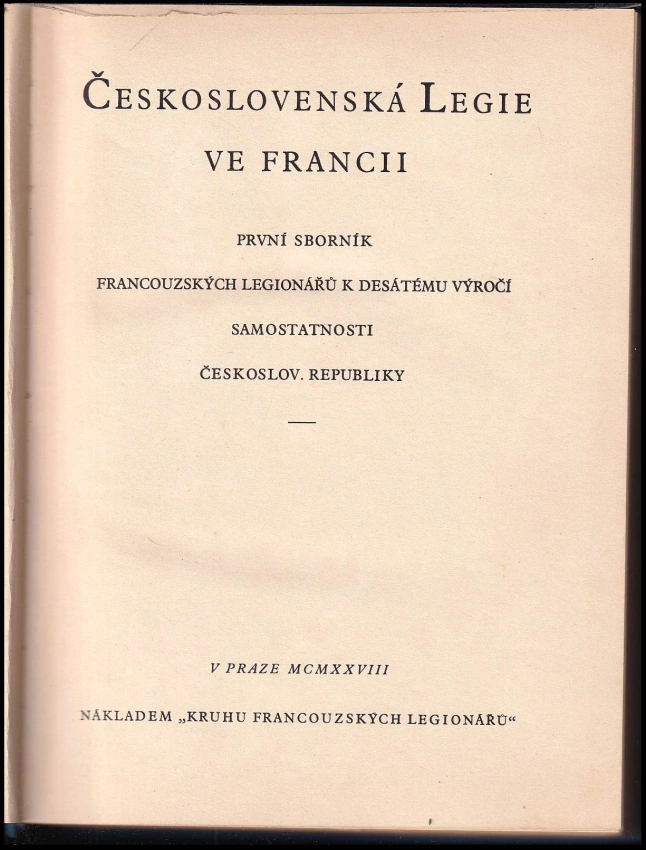 Československá Legie
ve Francii
první sborník
francouzských legionářů k desátému výročí
samostatnosti
českoslov. republiky
V PRAZE MCMXXVIII
NÁKLADEM „KRUHU FRANCOUZSKÝCH LEGIONÁŘŮ“